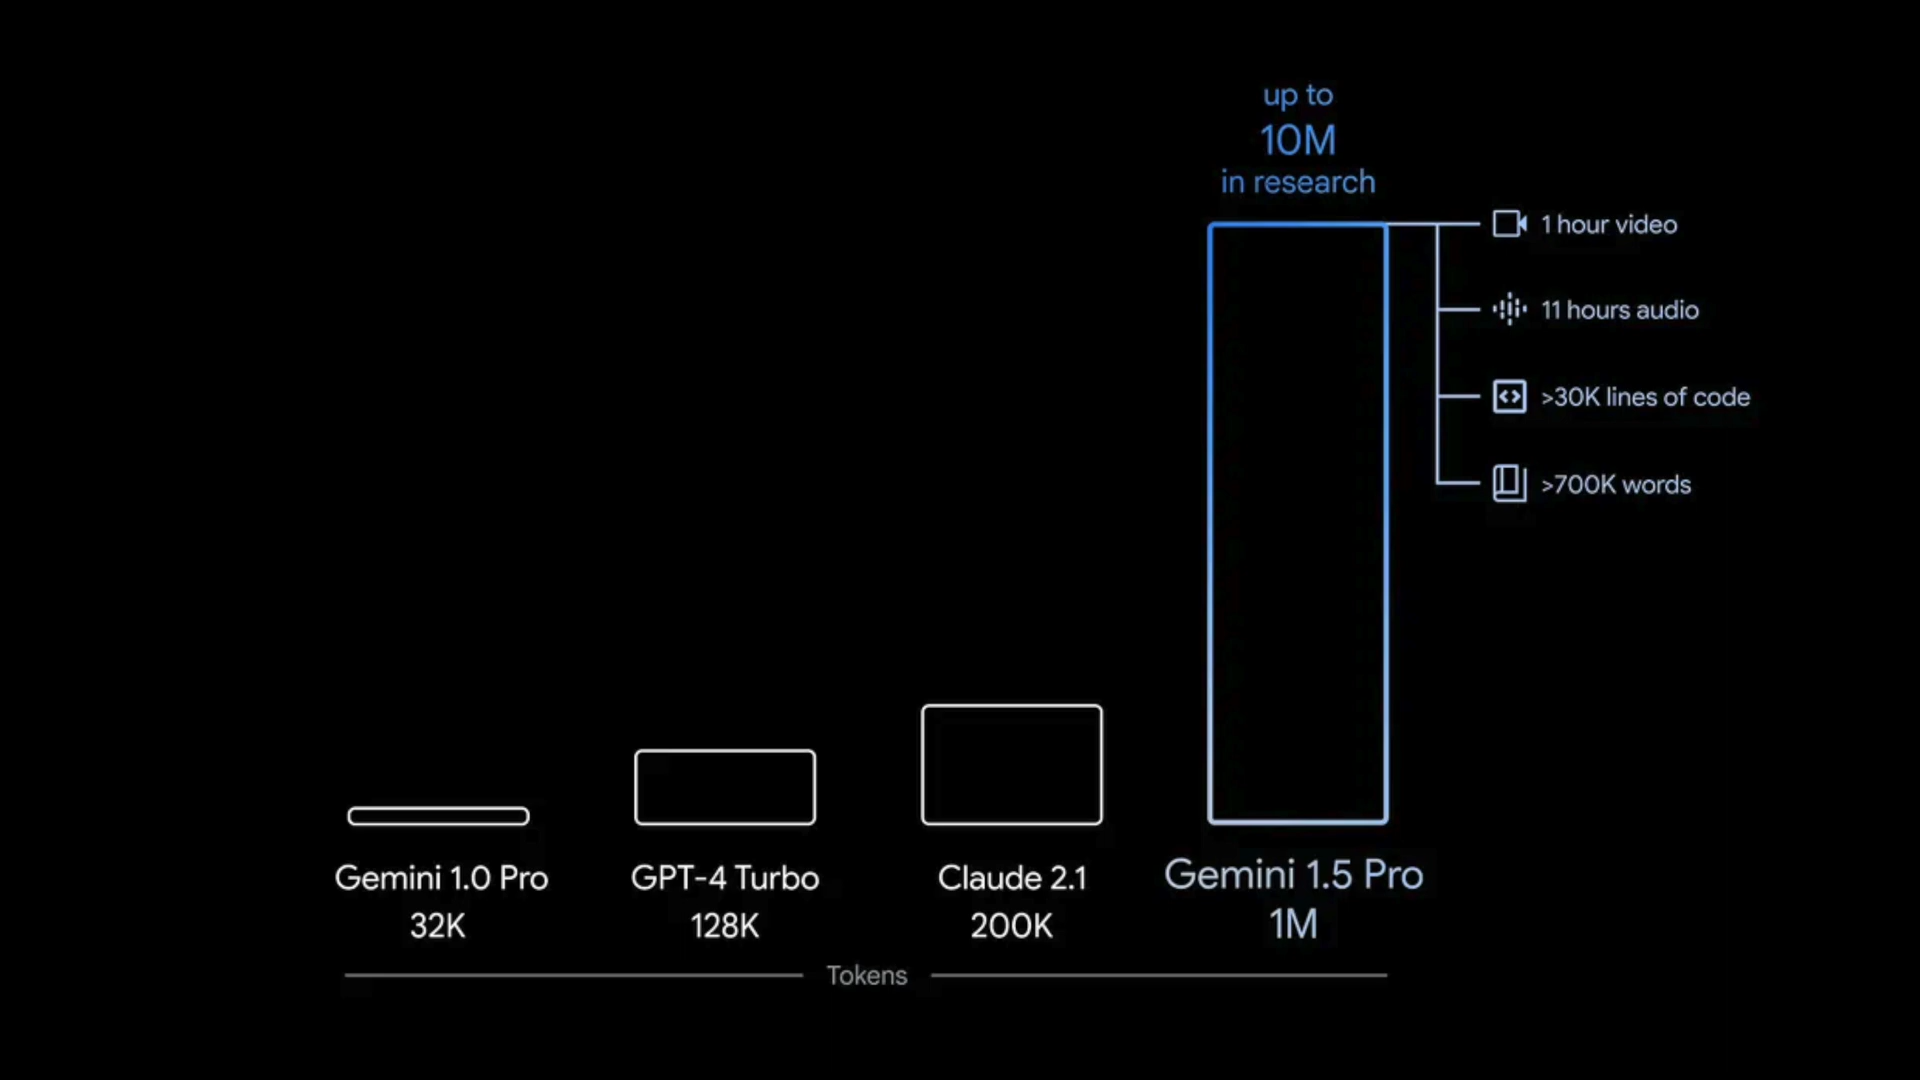 up to
10M
in research
1 hour video
11 hours audio
>30K lines of code
>700K words
Gemini 1.0 Pro
32K
GPT-4 Turbo
128K
Claude 2.1
200K
Gemini 1.5 Pro
1M
Tokens